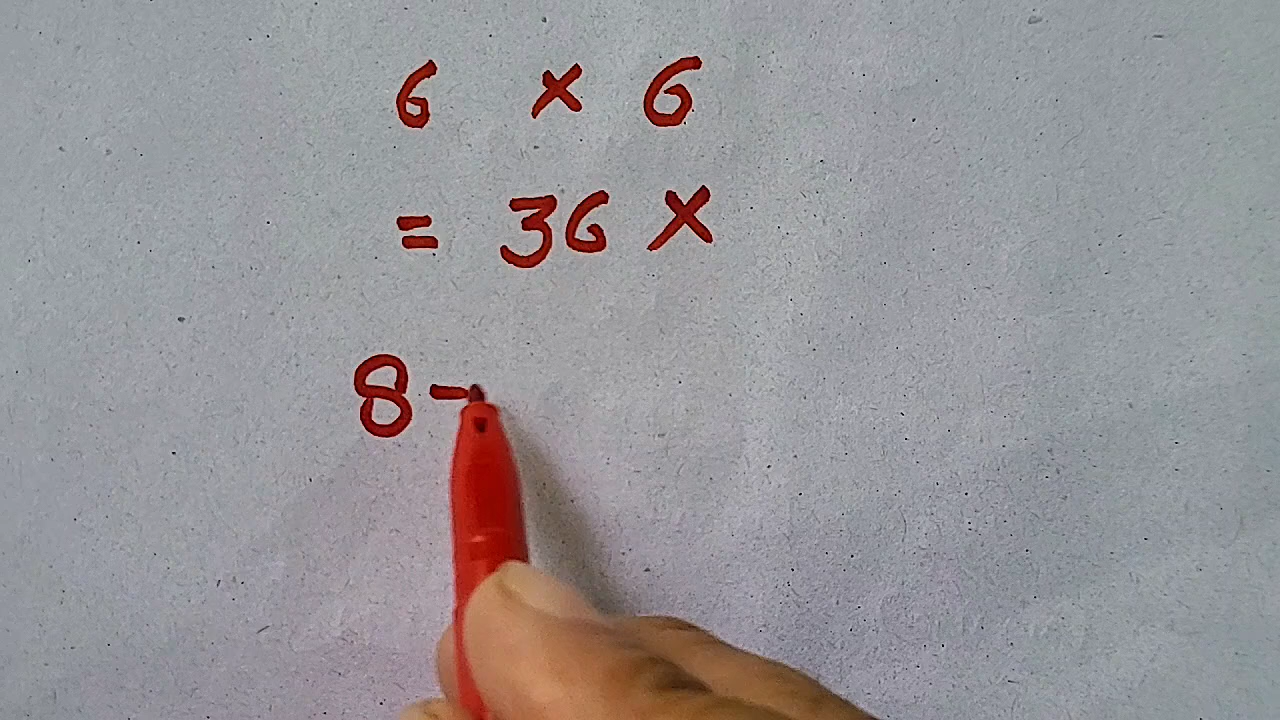 6 × 6
= 36 ×
8 -